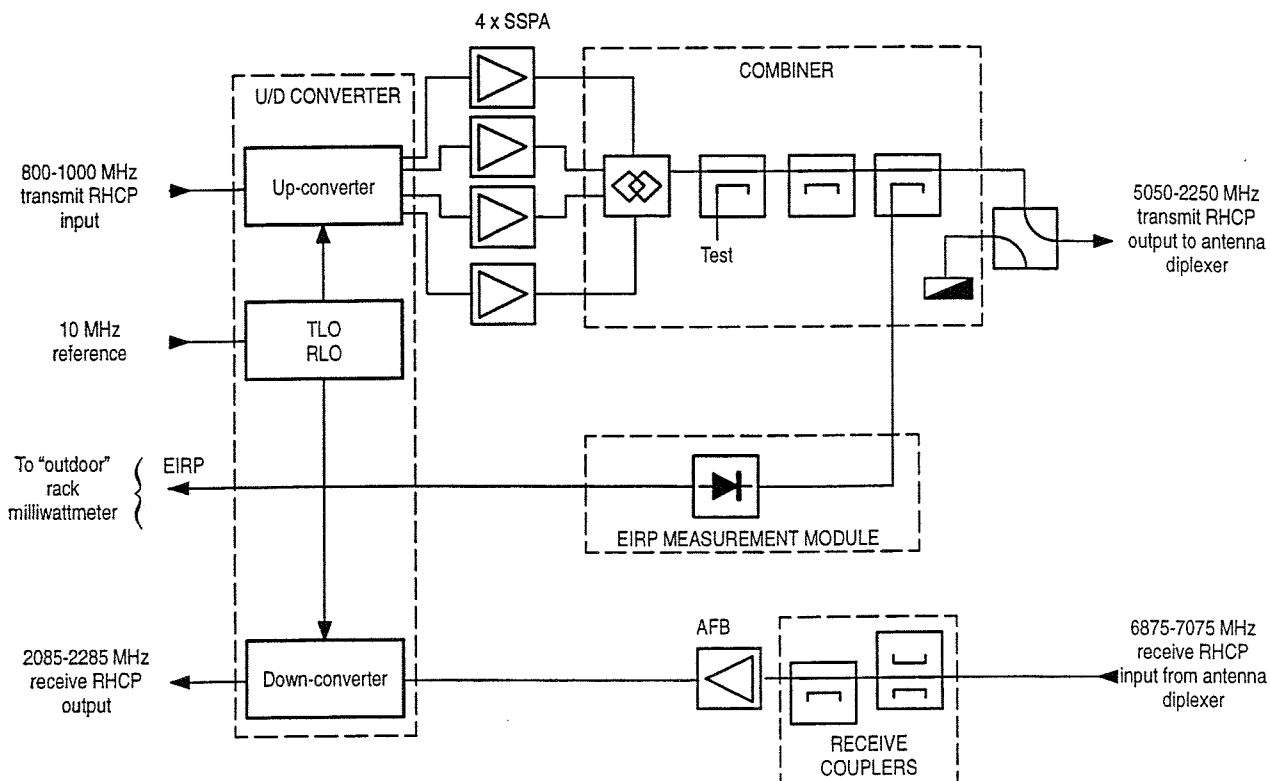 4 x SSPA
COMBINER
U/D CONVERTER
800-1000 MHz
transmit RHCP
input
Up-converter
5050-2250 MHz
transmit RHCP
output to antenna
diplexer
Test
10 MHz
reference
TLO
RLO
To “outdoor”
rack
milliwattmeter
EIRP
EIRP MEASUREMENT MODULE
2085-2285 MHz
receive RHCP
output
Down-converter
AFB
6875-7075 MHz
receive RHCP
input from antenna
diplexer
RECEIVE
COUPLERS